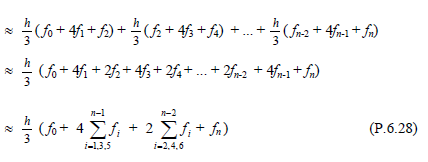 ≈ h/3 (f₀ + 4f₁ + f₂) + h/3 (f₂ + 4f₃ + f₄) + ... + h/3 (fₙ₋₂ + 4fₙ₋₁ + fₙ)
≈ h/3 (f₀ + 4f₁ + 2f₂ + 4f₃ + 2f₄ + ... + 2fₙ₋₂ + 4fₙ₋₁ + fₙ)
≈ h/3 (f₀ + 4 ∑_{i=1,3,5}^{n−1} fᵢ + 2 ∑_{i=2,4,6}^{n−2} fᵢ + fₙ) (P.6.28)